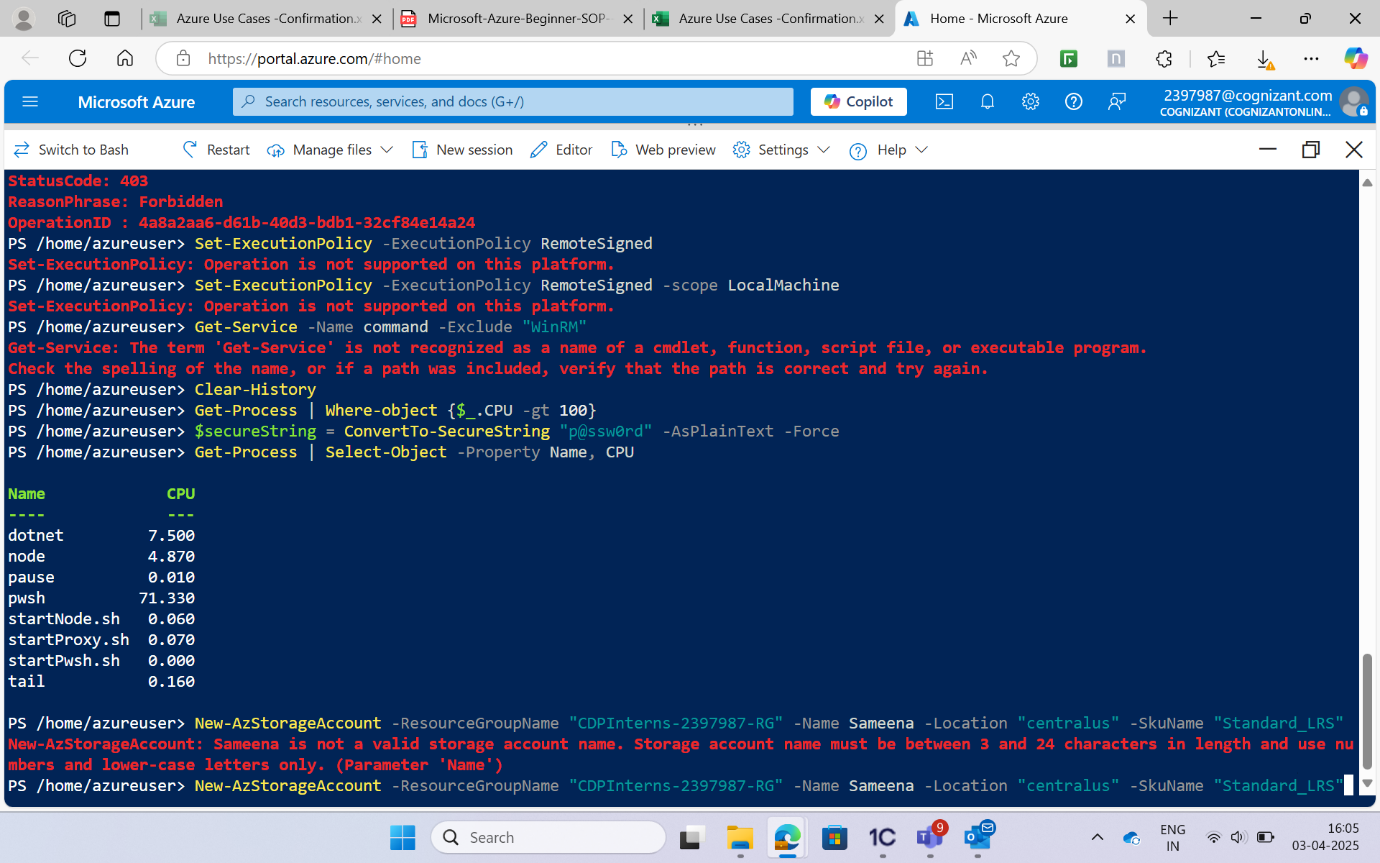 Azure Use Cases -Confirmation.x
Microsoft-Azure-Beginner-SOP-
Azure Use Cases -Confirmation.x
Home - Microsoft Azure
https://portal.azure.com/#home
Microsoft Azure
Search resources, services, and docs (G+/)
Copilot
2397987@cognizant.com
COGNIZANT (COGNIZANTONLIN...
Switch to Bash
Restart
Manage files
New session
Editor
Web preview
Settings
Help
StatusCode: 403
ReasonPhrase: Forbidden
OperationID : 4a8a2aa6-d61b-40d3-bdb1-32cf84e14a24
PS /home/azureuser> Set-ExecutionPolicy -ExecutionPolicy RemoteSigned
Set-ExecutionPolicy: Operation is not supported on this platform.
PS /home/azureuser> Set-ExecutionPolicy -ExecutionPolicy RemoteSigned -scope LocalMachine
Set-ExecutionPolicy: Operation is not supported on this platform.
PS /home/azureuser> Get-Service -Name command -Exclude "WinRM"
Get-Service: The term 'Get-Service' is not recognized as a name of a cmdlet, function, script file, or executable program.
Check the spelling of the name, or if a path was included, verify that the path is correct and try again.
PS /home/azureuser> Clear-History
PS /home/azureuser> Get-Process | Where-object {$_.CPU -gt 100}
PS /home/azureuser> $secureString = ConvertTo-SecureString "p@ssw0rd" -AsPlainText -Force
PS /home/azureuser> Get-Process | Select-Object -Property Name, CPU
Name CPU
---- ---
dotnet 7.500
node 4.870
pause 0.010
pwsh 71.330
startNode.sh 0.060
startProxy.sh 0.070
startPwsh.sh 0.000
tail 0.160
PS /home/azureuser> New-AzStorageAccount -ResourceGroupName "CDPInterns-2397987-RG" -Name Sameena -Location "centralus" -SkuName "Standard_LRS"
New-AzStorageAccount: Sameena is not a valid storage account name. Storage account name must be between 3 and 24 characters in length and use nu
mbers and lower-case letters only. (Parameter 'Name')
PS /home/azureuser> New-AzStorageAccount -ResourceGroupName "CDPInterns-2397987-RG" -Name Sameena -Location "centralus" -SkuName "Standard_LRS"
Search
1C
9
ENG
IN
16:05
03-04-2025